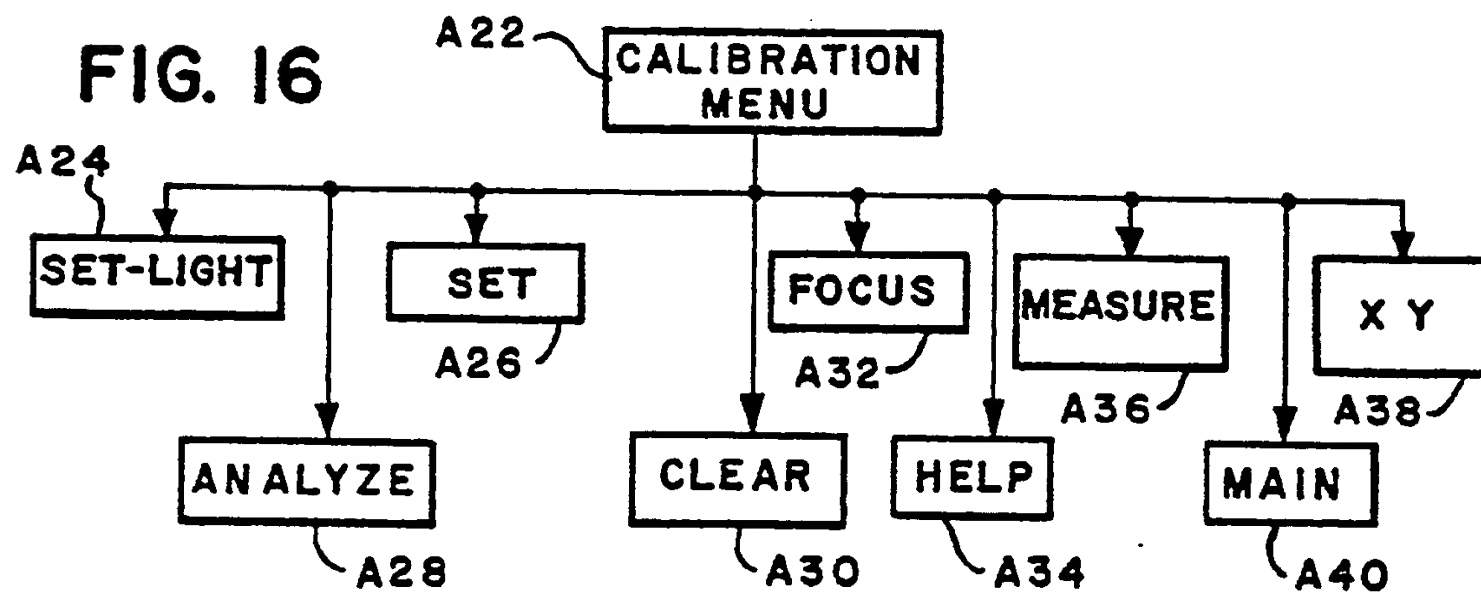 FIG. 16
A22
CALIBRATION
MENU
A24
SET-LIGHT
SET
A26
FOCUS
A32
MEASURE
A36
X Y
A38
ANALYZE
A28
CLEAR
A30
HELP
A34
MAIN
A40